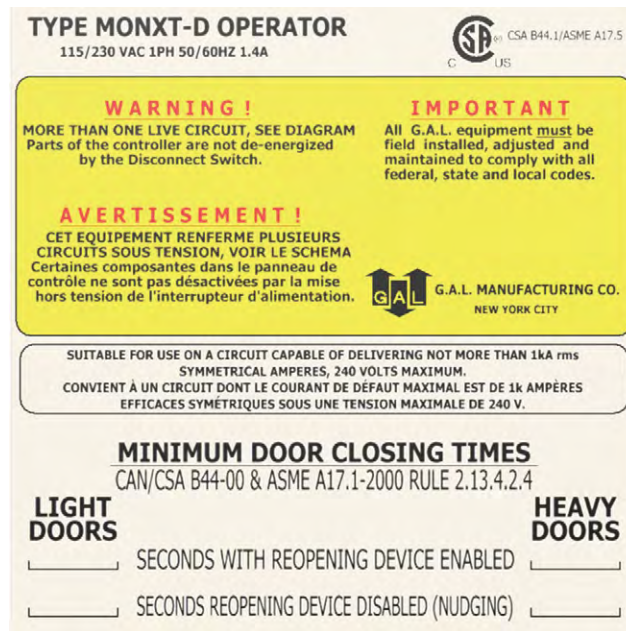 TYPE MONXT-D OPERATOR
115/230 VAC 1PH 50/60HZ 1.4A
CSA B44.1/ASME A17.5
C US
WARNING !
MORE THAN ONE LIVE CIRCUIT, SEE DIAGRAM
Parts of the controller are not de-energized
by the Disconnect Switch.
IMPORTANT
All G.A.L. equipment must be
field installed, adjusted and
maintained to comply with all
federal, state and local codes.
AVERTISSEMENT !
CET EQUIPEMENT RENFERME PLUSIEURS
CIRCUITS SOUS TENSION, VOIR LE SCHEMA
Certaines composantes dans le panneau de
contrôle ne sont pas désactivées par la mise
hors tension de l'interrupteur d'alimentation.
GAL
G.A.L. MANUFACTURING CO.
NEW YORK CITY
SUITABLE FOR USE ON A CIRCUIT CAPABLE OF DELIVERING NOT MORE THAN 1kA rms
SYMMETRICAL AMPERES, 240 VOLTS MAXIMUM.
CONVIENT À UN CIRCUIT DONT LE COURANT DE DÉFAUT MAXIMAL EST DE 1k AMPÈRES
EFFICACES SYMÉTRIQUES SOUS UNE TENSION MAXIMALE DE 240 V.
MINIMUM DOOR CLOSING TIMES
CAN/CSA B44-00 & ASME A17.1-2000 RULE 2.13.4.2.4
LIGHT
DOORS
HEAVY
DOORS
SECONDS WITH REOPENING DEVICE ENABLED
SECONDS REOPENING DEVICE DISABLED (NUDGING)